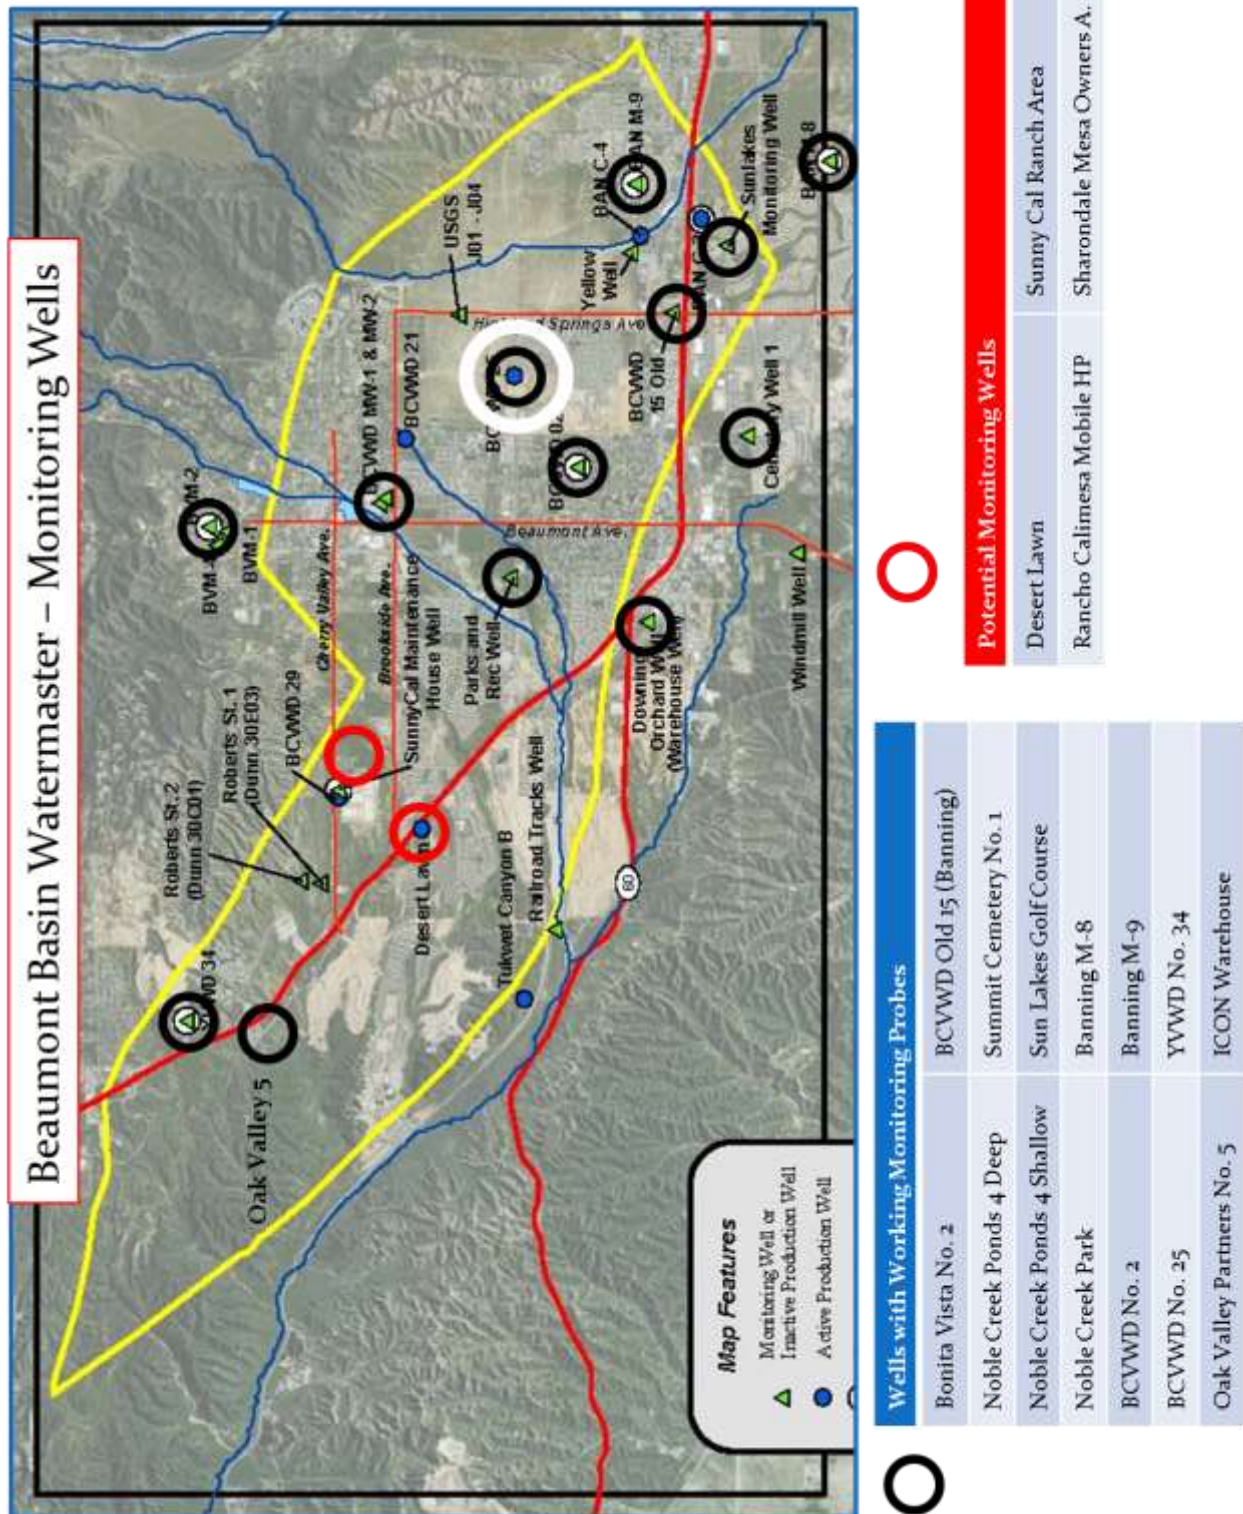 Beaumont Basin Watermaster – Monitoring Wells
Roberts St. 2
(Dunn 30C01)
Roberts St. 1
(Dunn 30E03)
BCVWD 29
BVM-2
BVM-1
Cherry Valley Ave.
Brookside Ave.
SunnyCal Maintenance
House Well
BCVWD MW-1 & MW-2
BCVWD 21
USGS
J01 - J04
Highland Springs Ave
Oak Valley 5
Desert Lawn
Tukwet Canyon B
Railroad Tracks Well
Parks and
Rec Well
Beaumont Ave.
BCVWD
15 Old
Yellow
Well
BAN C-4
BAN M-9
Sunlakes
Monitoring Well
Orchard Well
(Warehouse Well)
Cemetery Well 1
Windmill Well
60
Map Features
Monitoring Well or
Inactive Production Well
Active Production Well
Wells with Working Monitoring Probes
Bonita Vista No. 2
BCVWD Old 15 (Banning)
Noble Creek Ponds 4 Deep
Summit Cemetery No. 1
Noble Creek Ponds 4 Shallow
Sun Lakes Golf Course
Noble Creek Park
Banning M-8
BCVWD No. 2
Banning M-9
BCVWD No. 25
YVWD No. 34
Oak Valley Partners No. 5
ICON Warehouse
Potential Monitoring Wells
Desert Lawn
Sunny Cal Ranch Area
Rancho Calimesa Mobile HP
Sharondale Mesa Owners A.